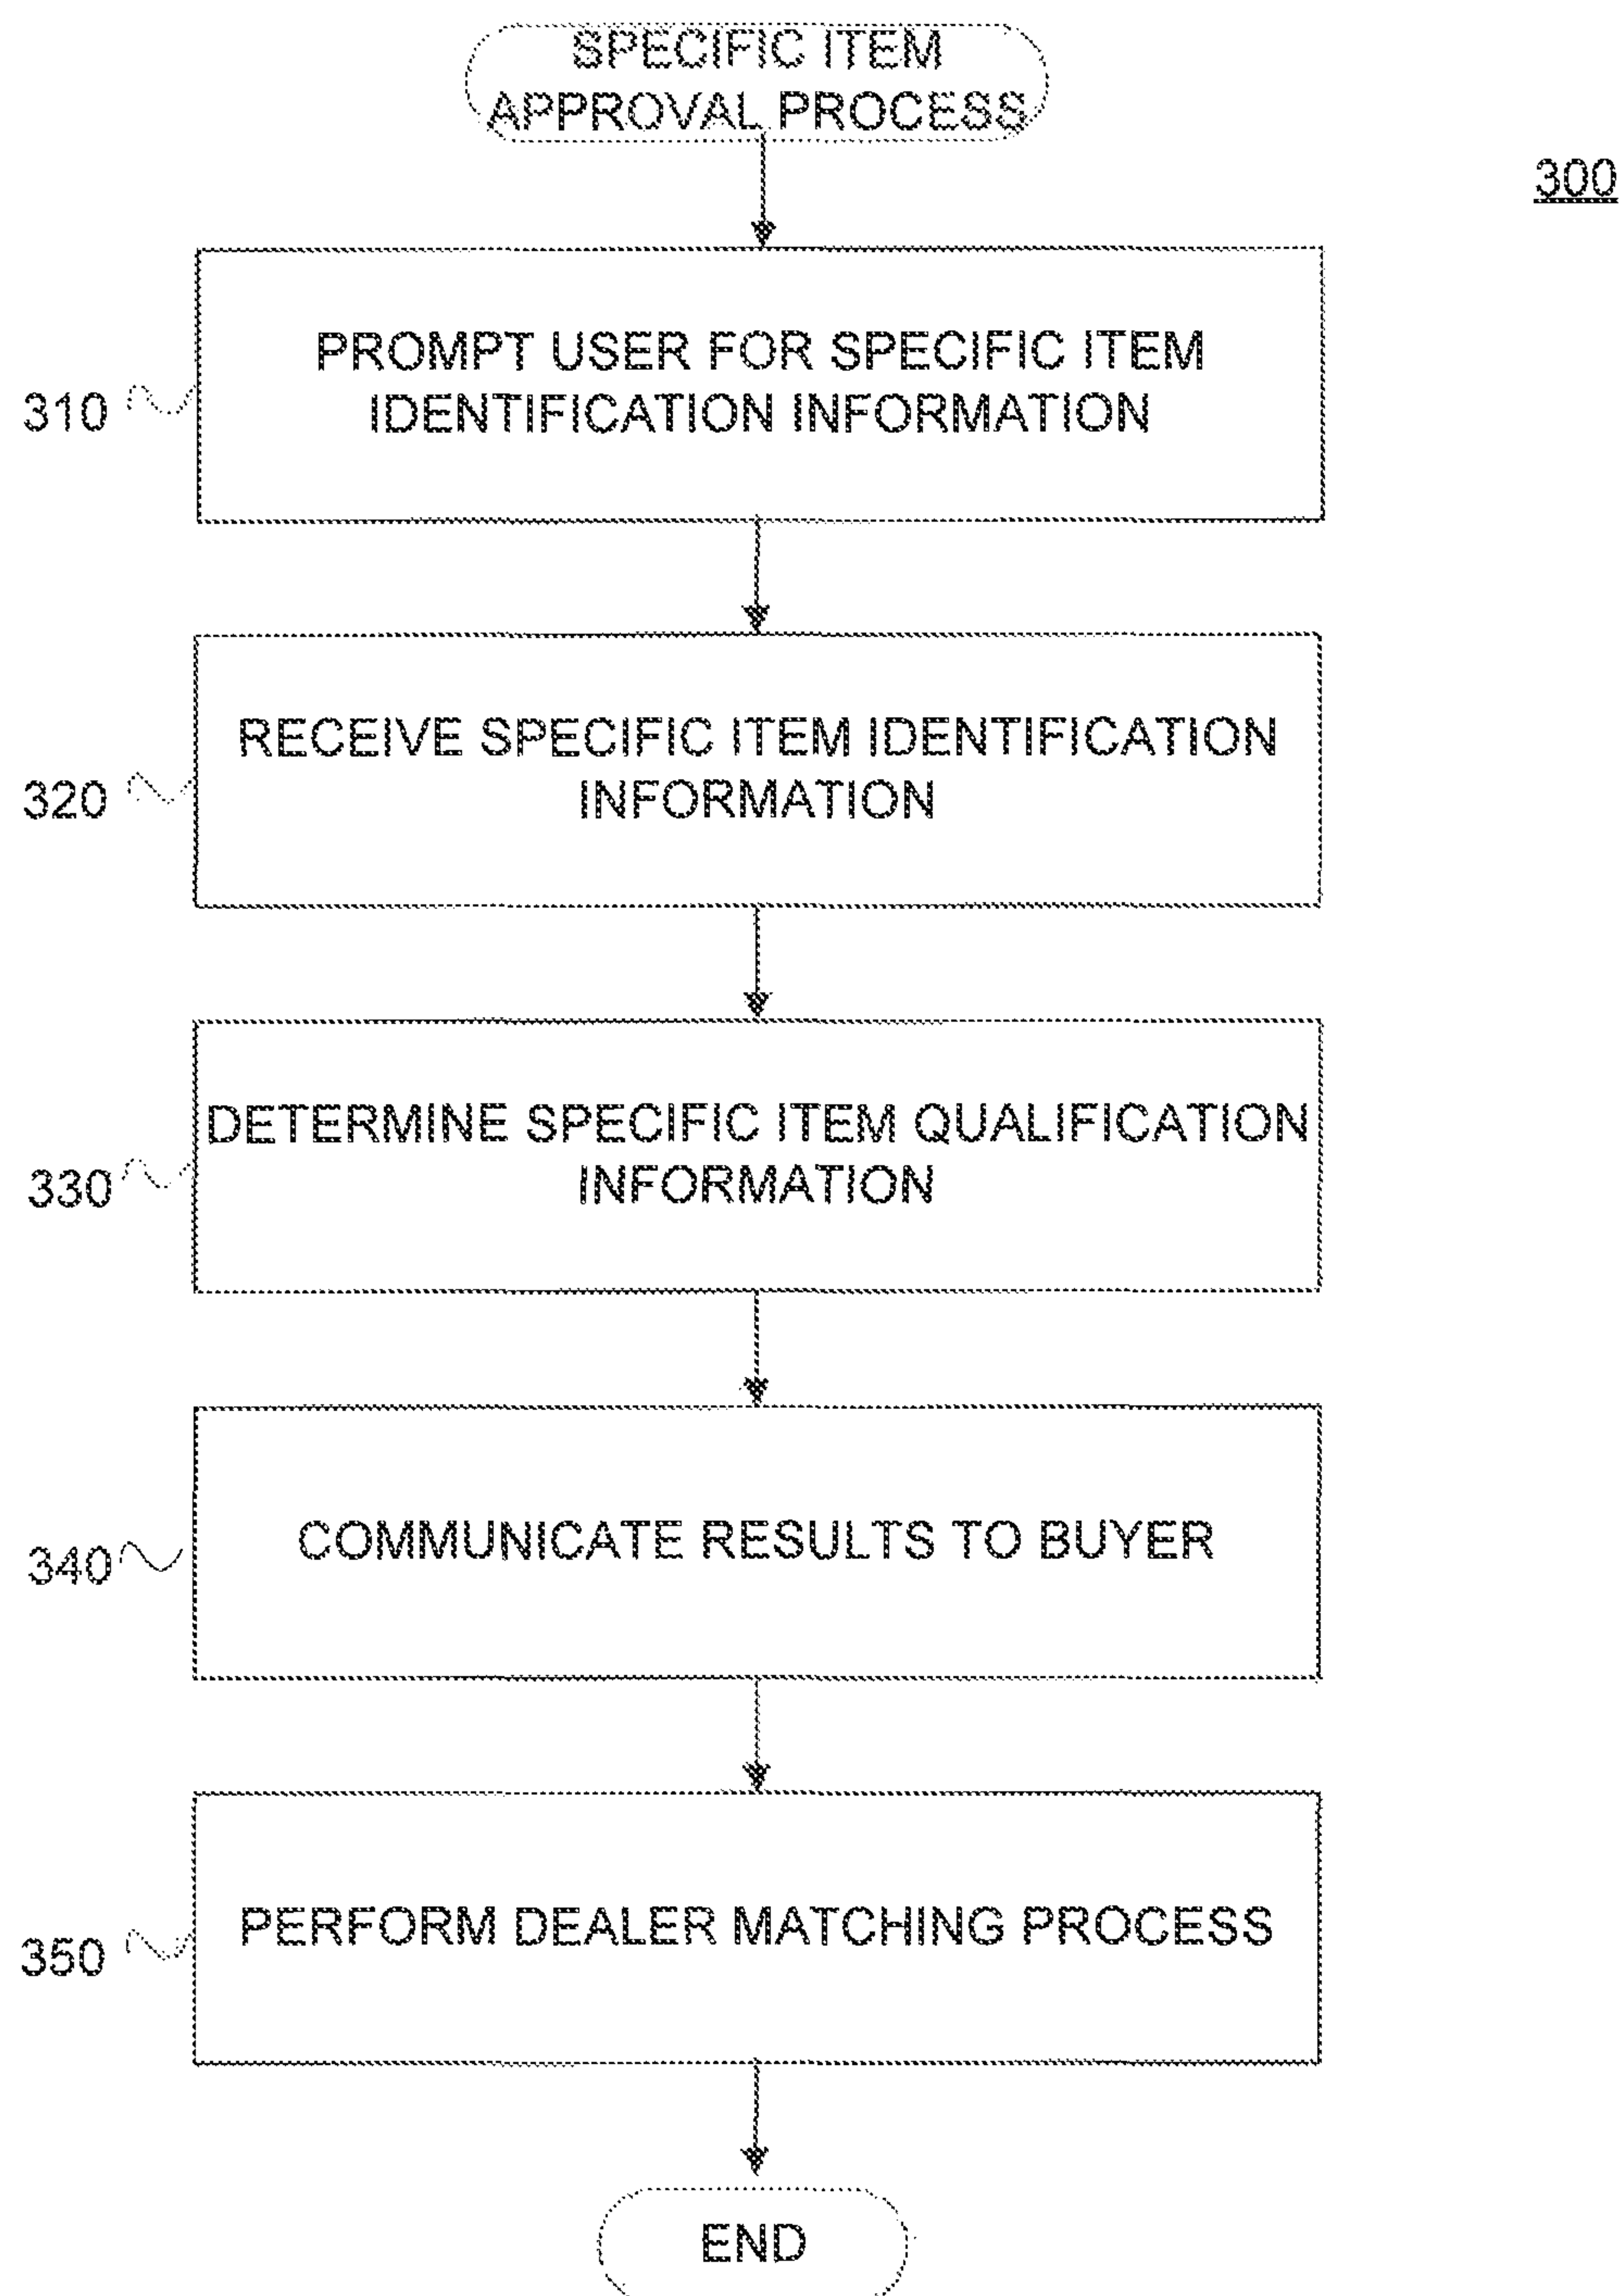 SPECIFIC ITEM
APPROVAL PROCESS
300
PROMPT USER FOR SPECIFIC ITEM
IDENTIFICATION INFORMATION
310
RECEIVE SPECIFIC ITEM IDENTIFICATION
INFORMATION
320
DETERMINE SPECIFIC ITEM QUALIFICATION
INFORMATION
330
COMMUNICATE RESULTS TO BUYER
340
PERFORM DEALER MATCHING PROCESS
350
END